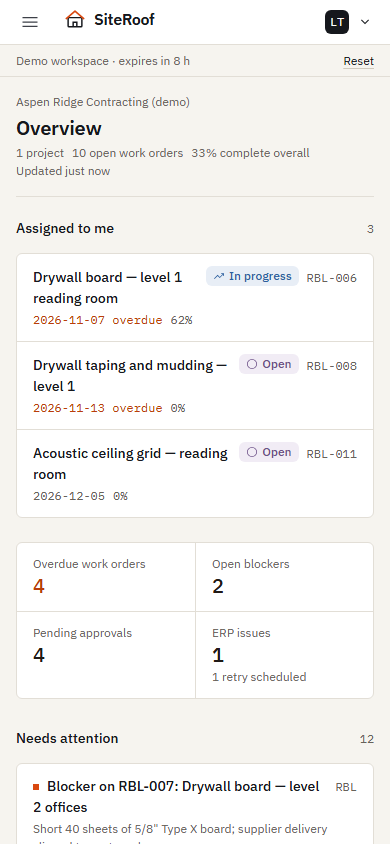 SiteRoof
LT
Demo workspace · expires in 8 h
Reset
Aspen Ridge Contracting (demo)
Overview
1 project 10 open work orders 33% complete overall
Updated just now
Assigned to me
3
Drywall board — level 1
reading room
In progress
RBL-006
2026-11-07 overdue 62%
Drywall taping and mudding —
level 1
Open
RBL-008
2026-11-13 overdue 0%
Acoustic ceiling grid — reading
room
Open
RBL-011
2026-12-05 0%
Overdue work orders
4
Open blockers
2
Pending approvals
4
ERP issues
1
1 retry scheduled
Needs attention
12
Blocker on RBL-007: Drywall board — level
2 offices
RBL
Short 40 sheets of 5/8" Type X board; supplier delivery